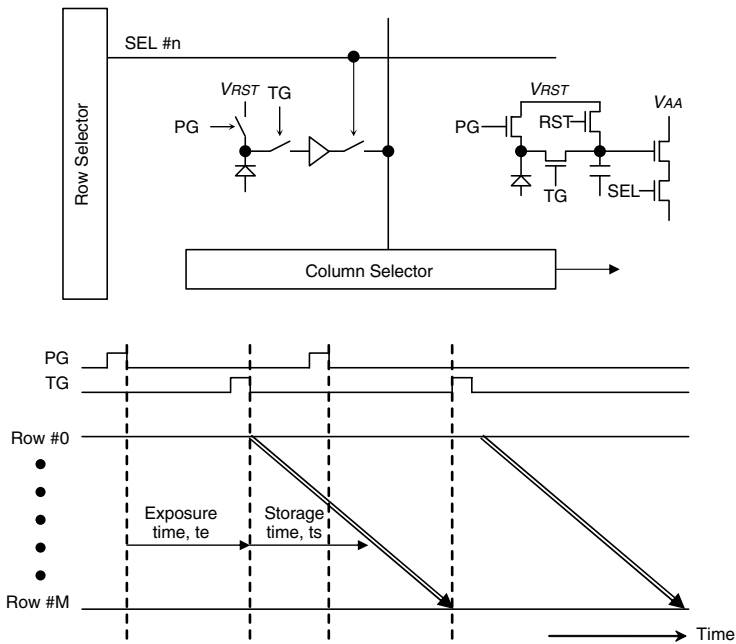 SEL #n
Row Selector
VRST
TG
PG
VRST
PG
RST
VAA
TG
SEL
Column Selector
PG
TG
Row #0
Exposure
time, te
Storage
time, ts
Row #M
Time